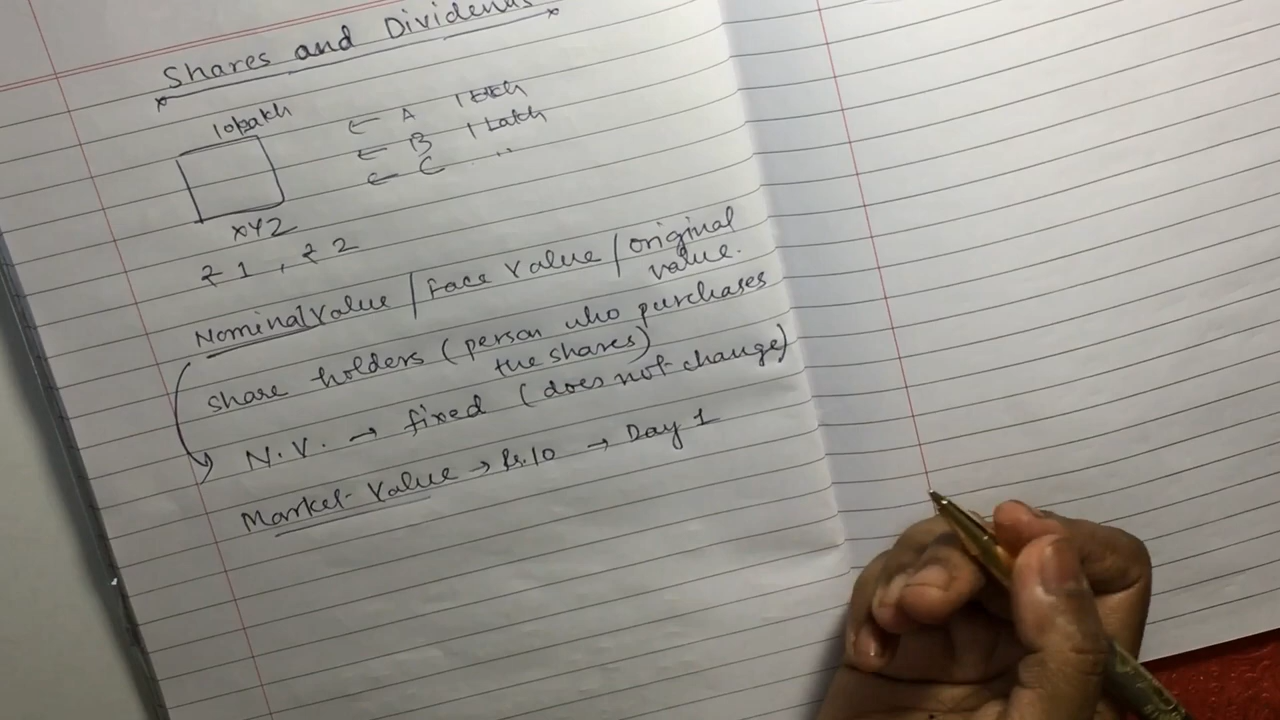 Shares and Dividends
10 Lakh
← A 1 Lakh
← B 1 Lakh
← C "
XYZ
₹ 1 , ₹ 2
Nominal Value / Face Value / original value.
share holders (person who purchases the shares)
N.V. → fixed (does not change)
Market Value → Rs.10 → Day 1